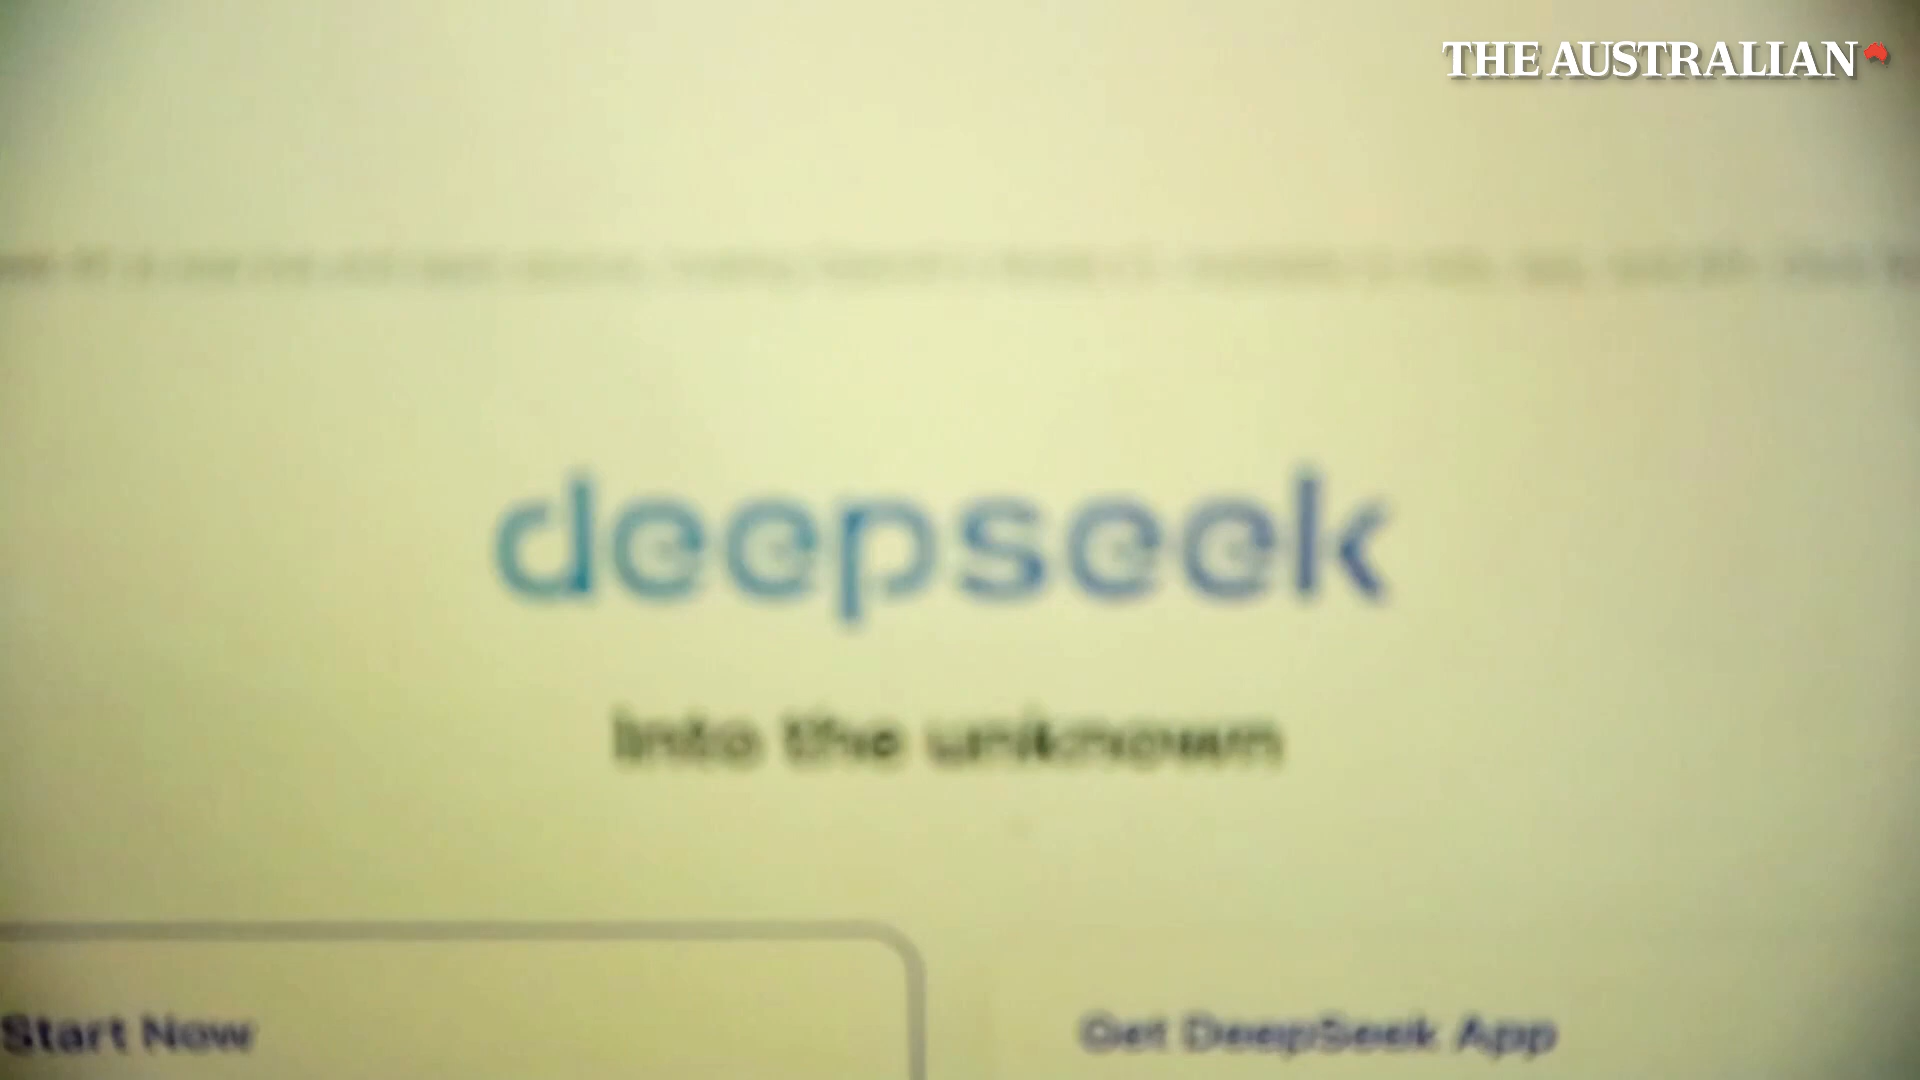 THE AUSTRALIAN
deepseek
Into the unknown
Start Now
Get DeepSeek App